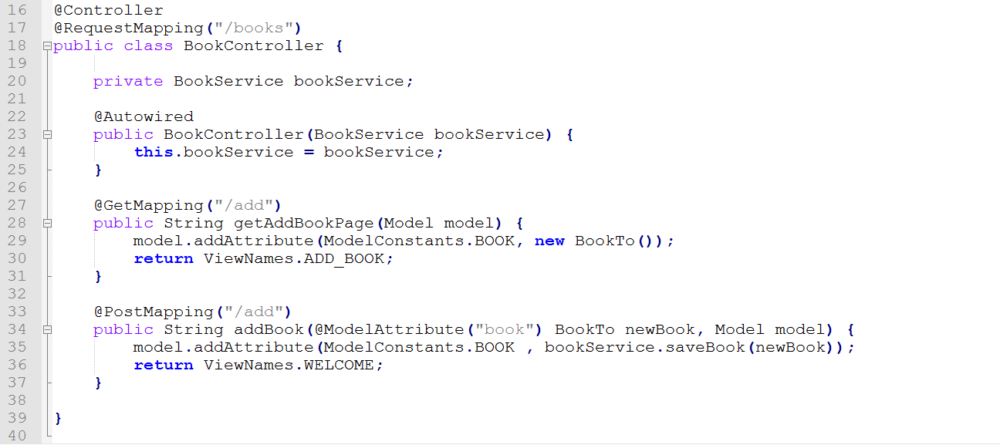 16 @Controller
17 @RequestMapping("/books")
18 public class BookController {
19
20     private BookService bookService;
21
22     @Autowired
23     public BookController(BookService bookService) {
24         this.bookService = bookService;
25     }
26
27     @GetMapping("/add")
28     public String getAddBookPage(Model model) {
29         model.addAttribute(ModelConstants.BOOK, new BookTo());
30         return ViewNames.ADD_BOOK;
31     }
32
33     @PostMapping("/add")
34     public String addBook(@ModelAttribute("book") BookTo newBook, Model model) {
35         model.addAttribute(ModelConstants.BOOK , bookService.saveBook(newBook));
36         return ViewNames.WELCOME;
37     }
38
39 }
40